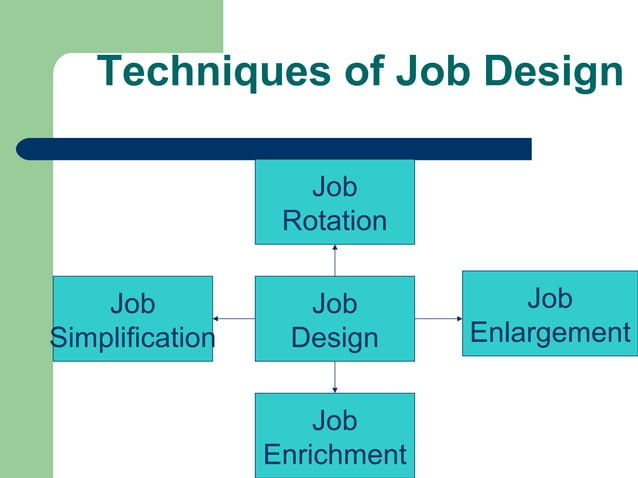 Techniques of Job Design
Job
Rotation
Job
Simplification
Job
Design
Job
Enlargement
Job
Enrichment